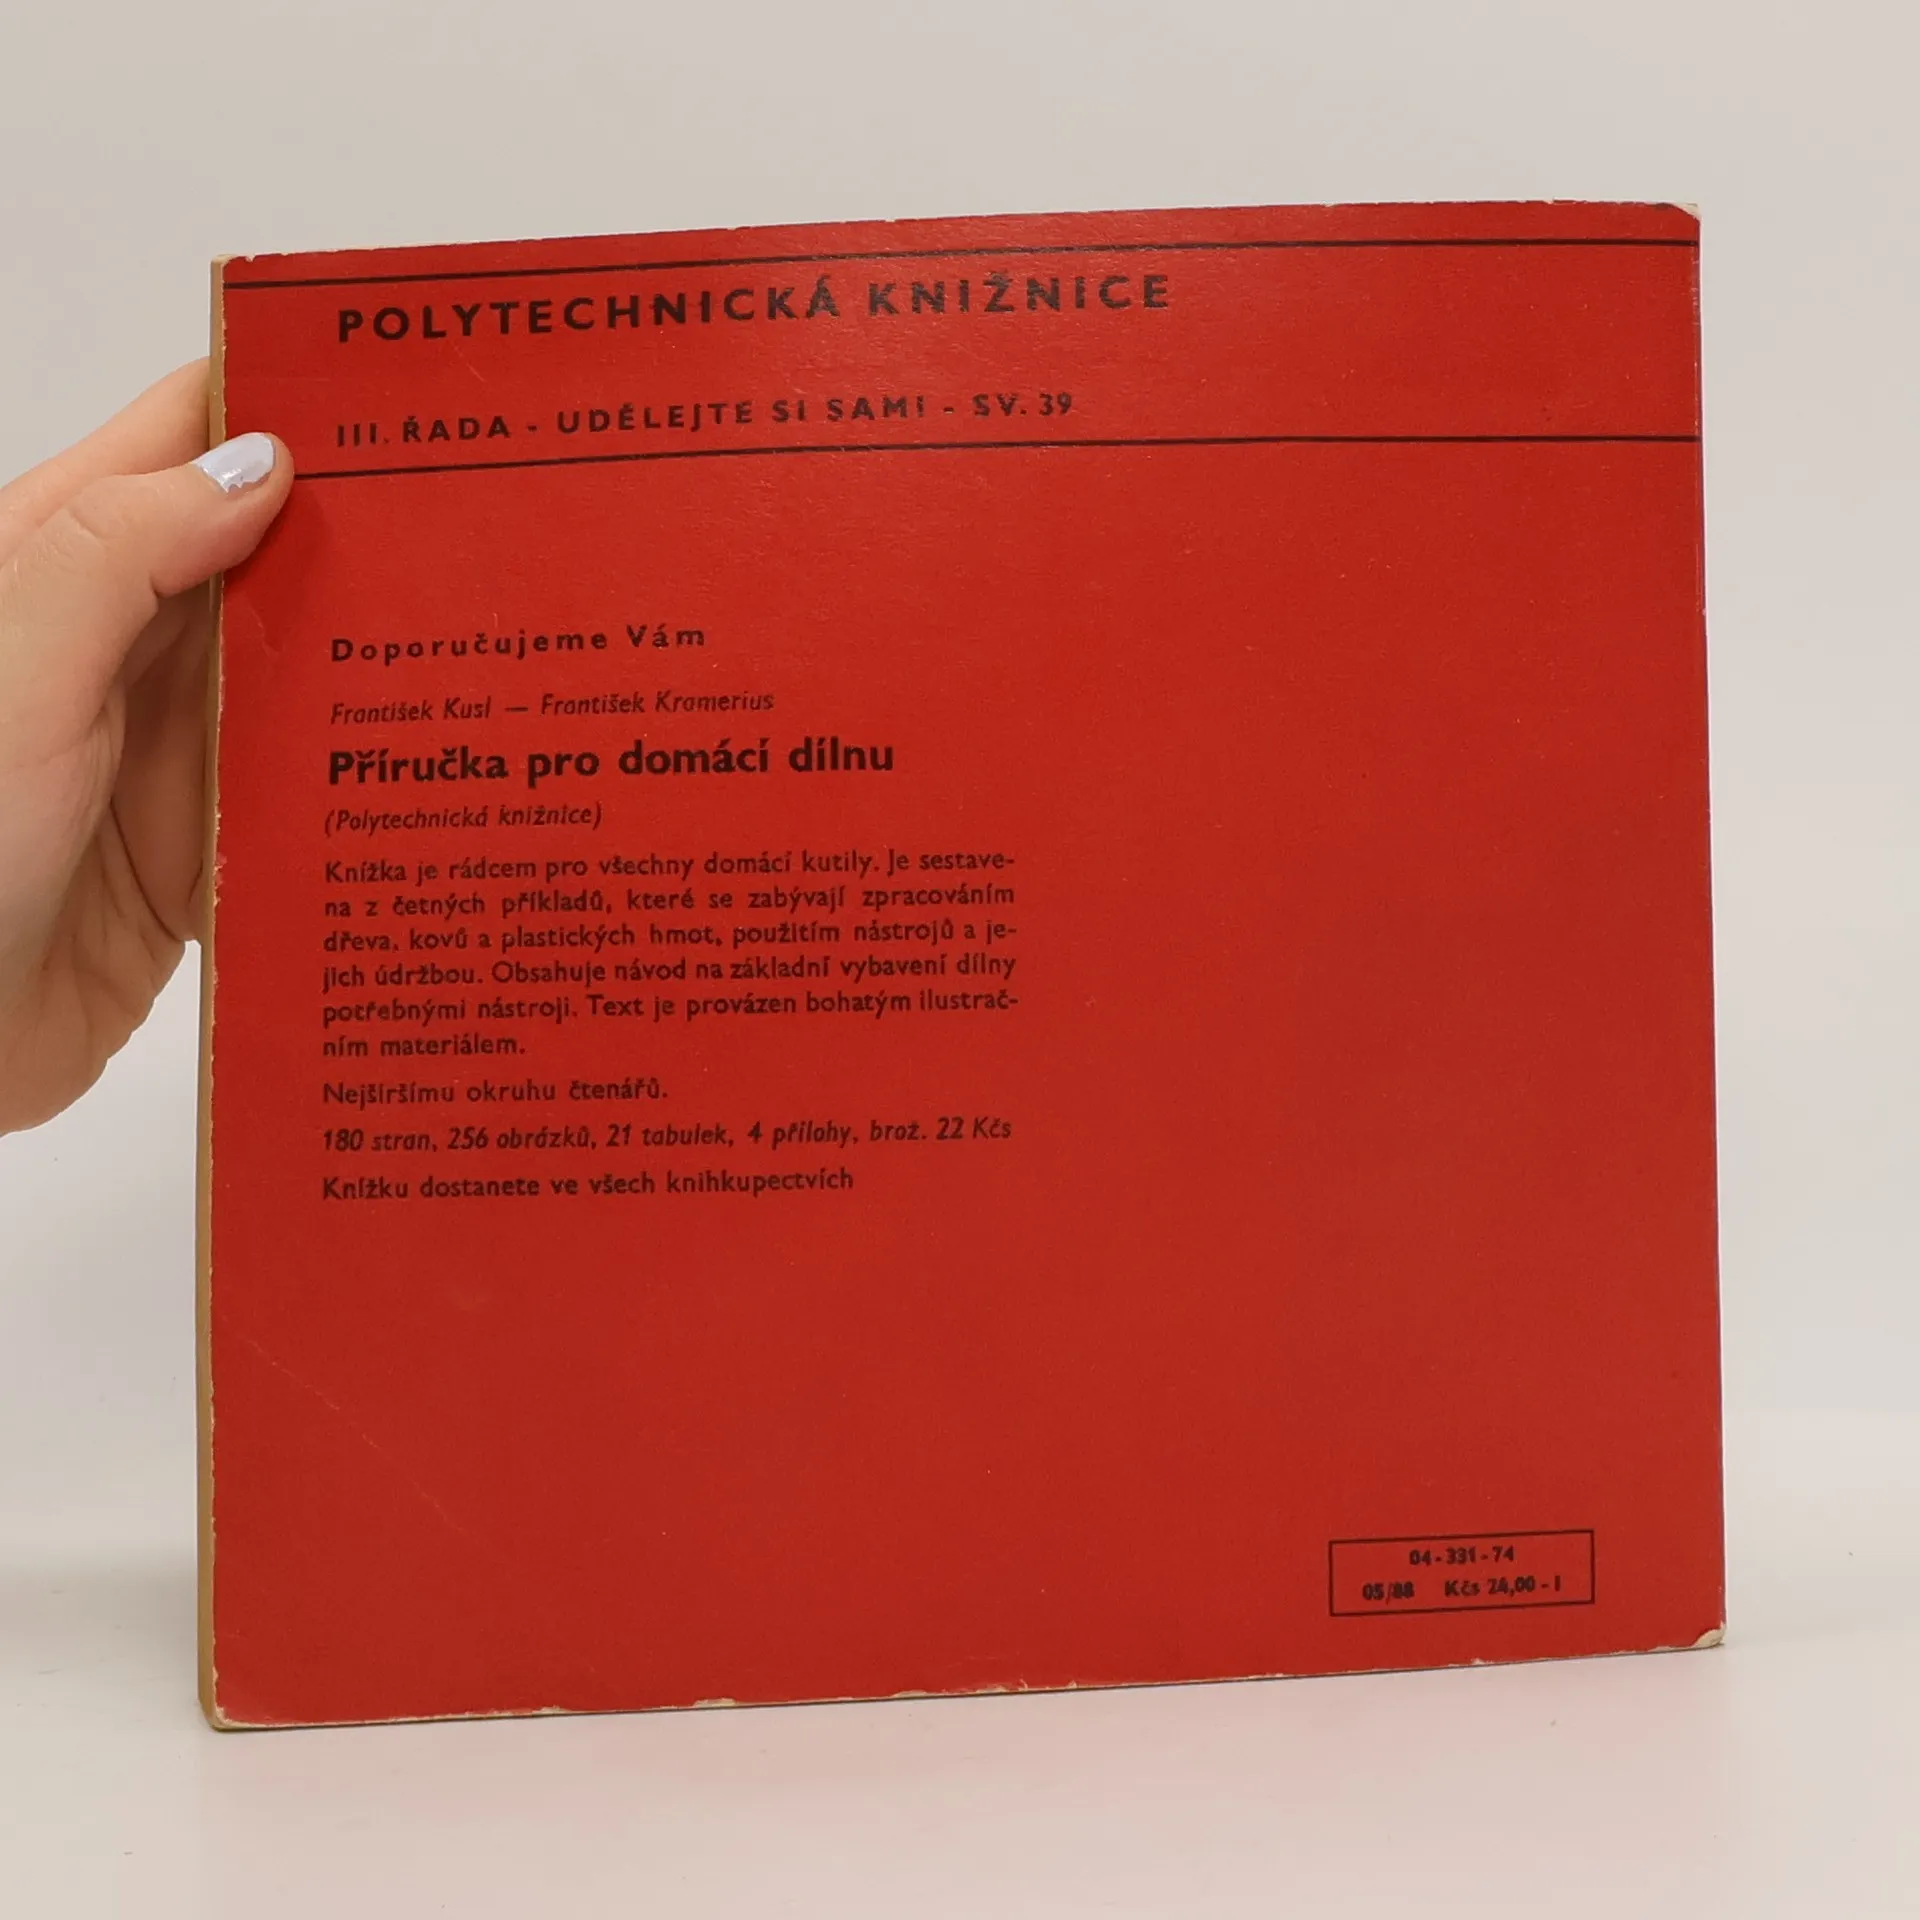 POLYTECHNICKÁ KNIŽNICE
III. ŘADA - UDĚLEJTE SI SAMI - SV. 39
Doporučujeme Vám
František Kusl — František Kramerius
Příručka pro domácí dílnu
(Polytechnická knižnice)
Knížka je rádcem pro všechny domácí kutily. Je sestave-
na z četných příkladů, které se zabývají zpracováním
dřeva, kovů a plastických hmot, použitím nástrojů a je-
jich údržbou. Obsahuje návod na základní vybavení dílny
potřebnými nástroji. Text je provázen bohatým ilustrač-
ním materiálem.
Nejširšímu okruhu čtenářů.
180 stran, 256 obrázků, 21 tabulek, 4 přílohy, brož. 22 Kčs
Knížku dostanete ve všech knihkupectvích
04-331-74
05/88 Kčs 24,00 - I